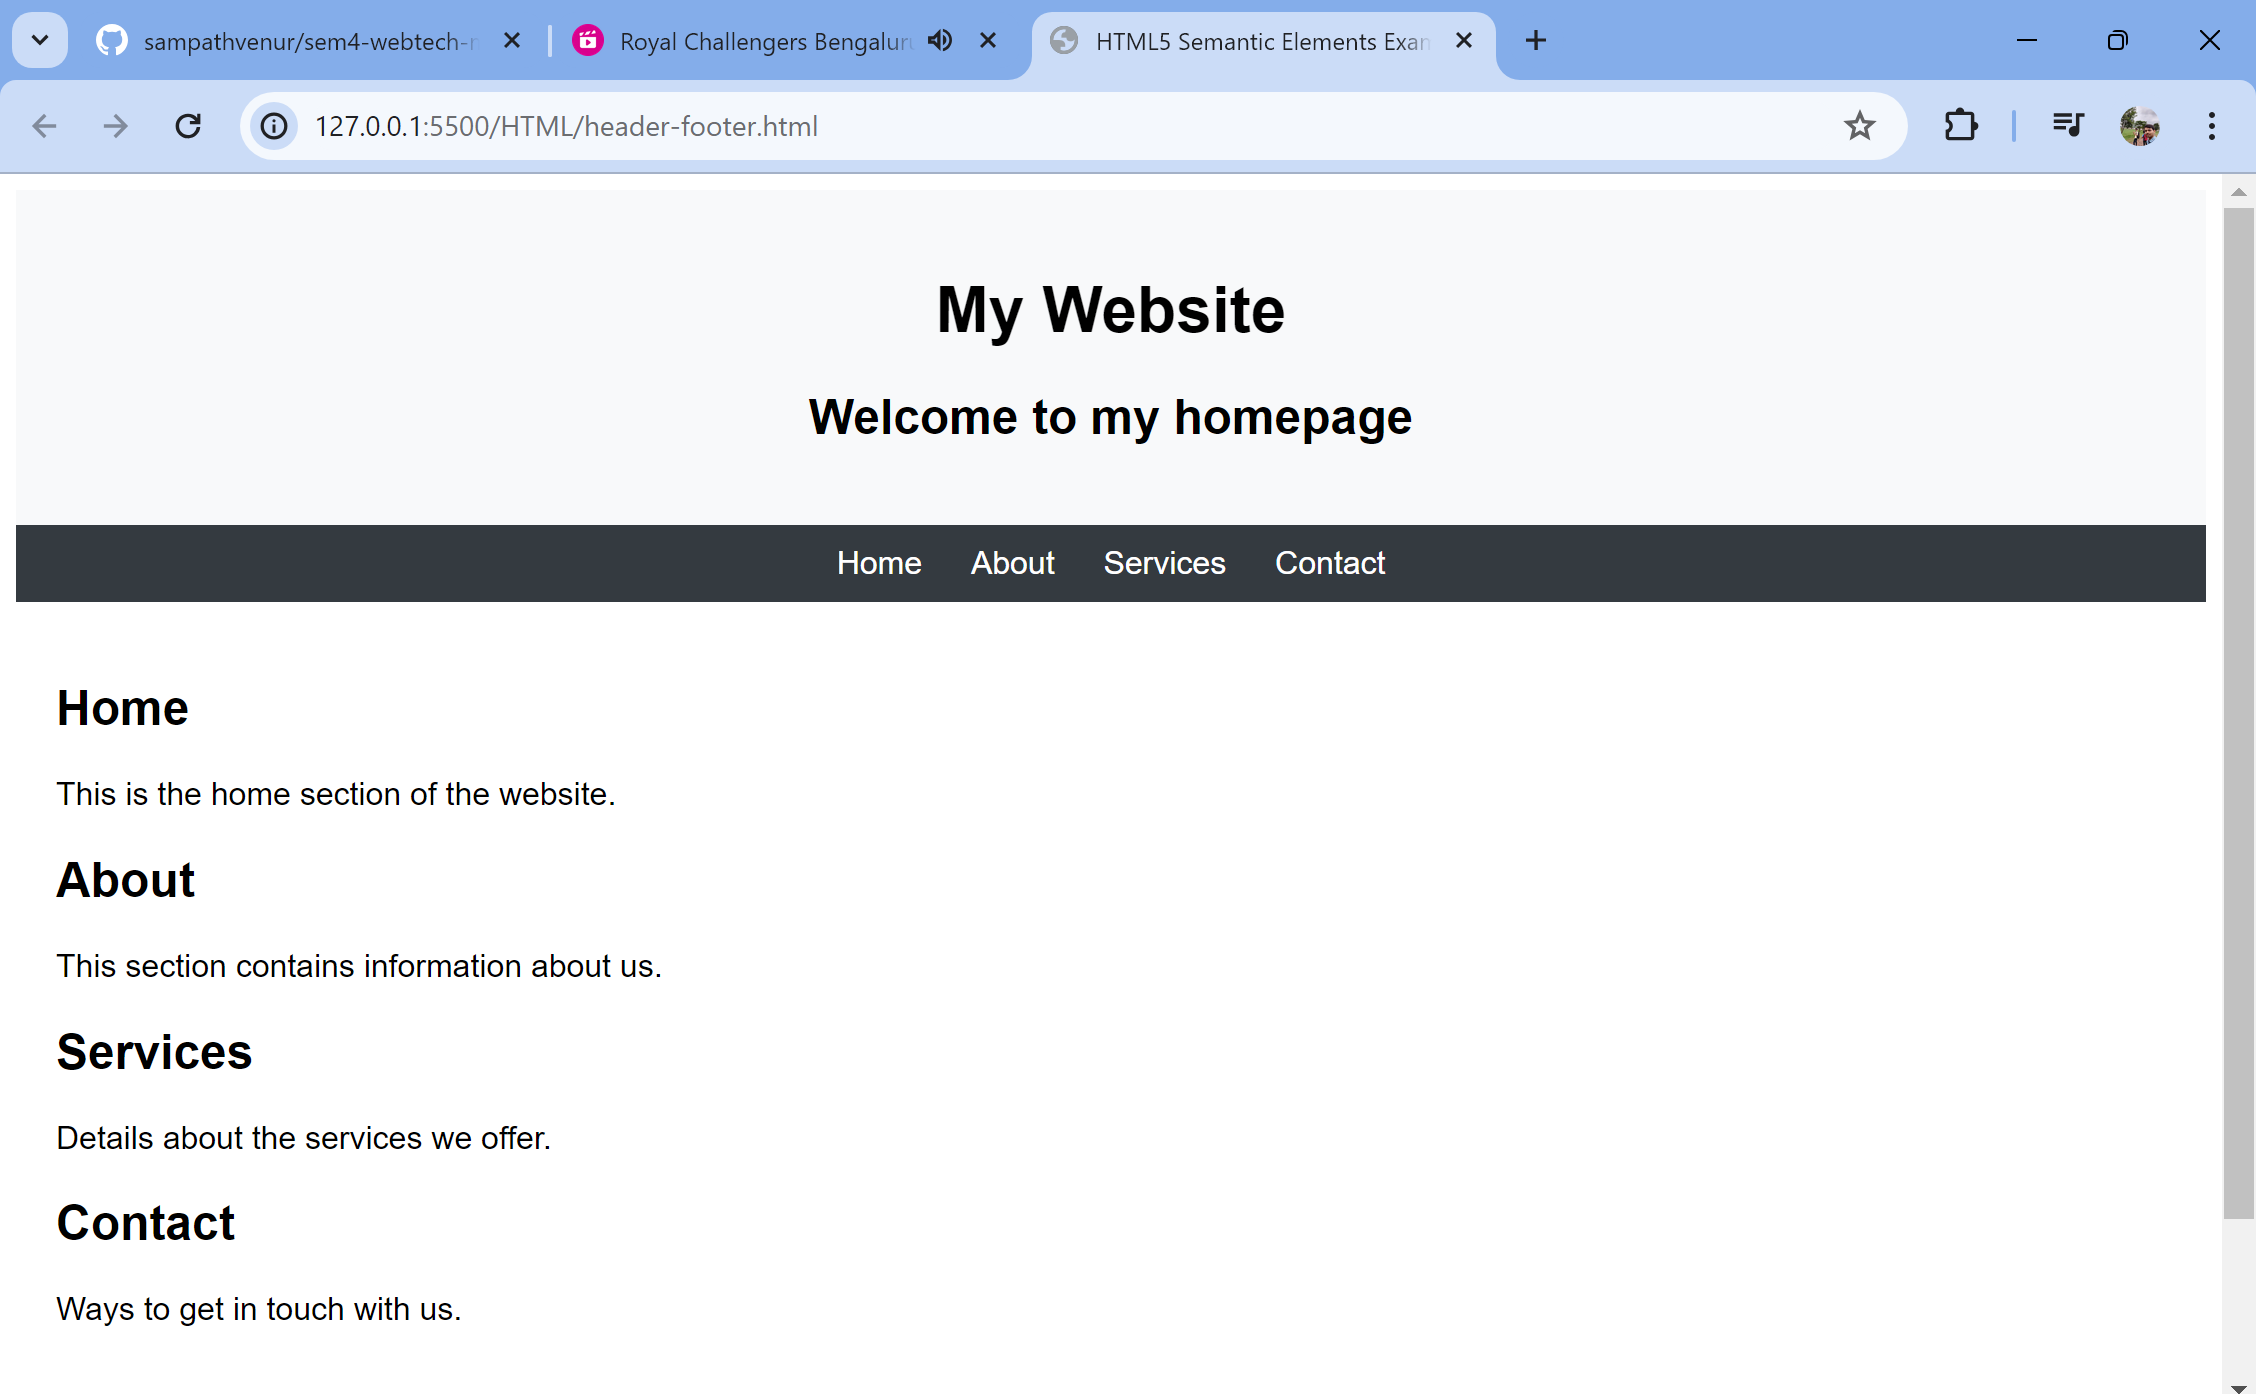 sampathvenur/sem4-webtech-
Royal Challengers Bengalur
HTML5 Semantic Elements Exam
127.0.0.1:5500/HTML/header-footer.html
My Website
Welcome to my homepage
Home About Services Contact
Home
This is the home section of the website.
About
This section contains information about us.
Services
Details about the services we offer.
Contact
Ways to get in touch with us.